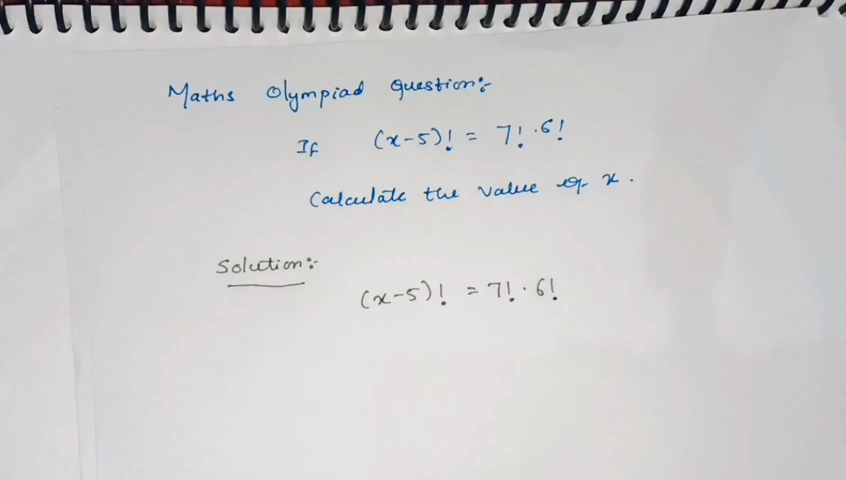 Maths Olympiad Question:-
If (x-5)! = 7! · 6!
Calculate the value of x.
Solution:-
(x-5)! = 7! · 6!